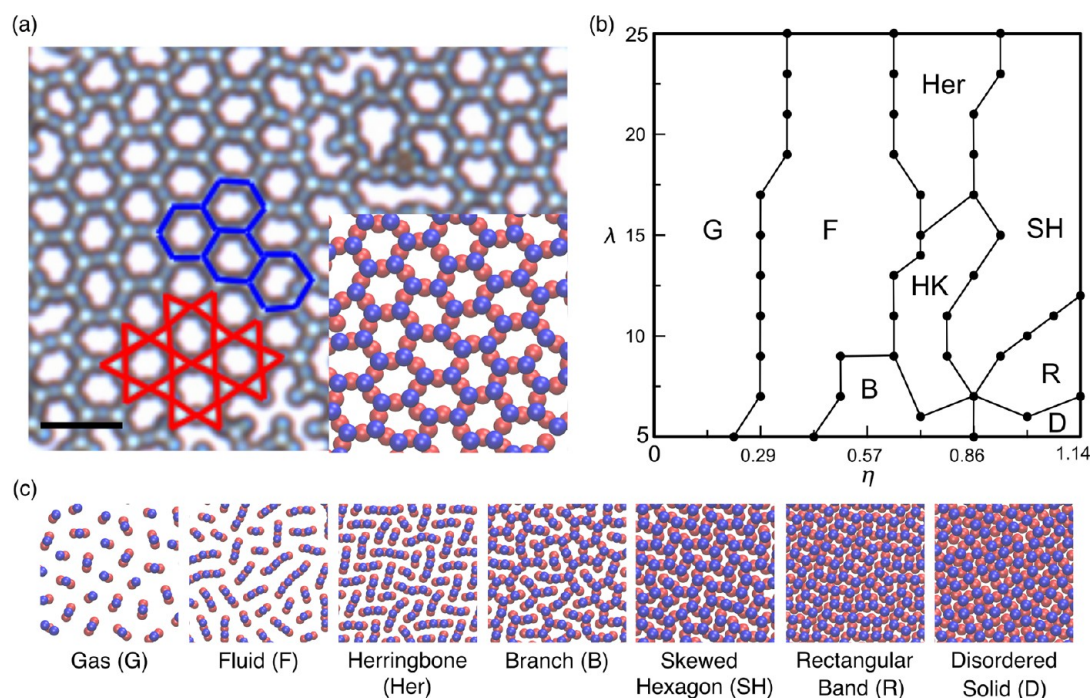 (a)
(b)
25
20
λ
15
10
5
G
F
Her
HK
SH
B
R
D
0
0.29
0.57
0.86
1.14
η
(c)
Gas (G)
Fluid (F)
Herringbone
(Her)
Branch (B)
Skewed
Hexagon (SH)
Rectangular
Band (R)
Disordered
Solid (D)